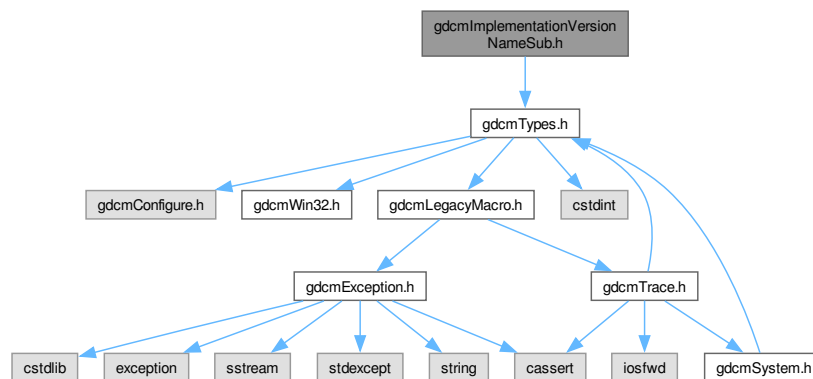 gdcmImplementationVersion
NameSub.h
gdcmTypes.h
gdcmConfigure.h
gdcmWin32.h
gdcmLegacyMacro.h
cstdint
gdcmException.h
gdcmTrace.h
cstdlib
exception
sstream
stdexcept
string
cassert
iosfwd
gdcmSystem.h